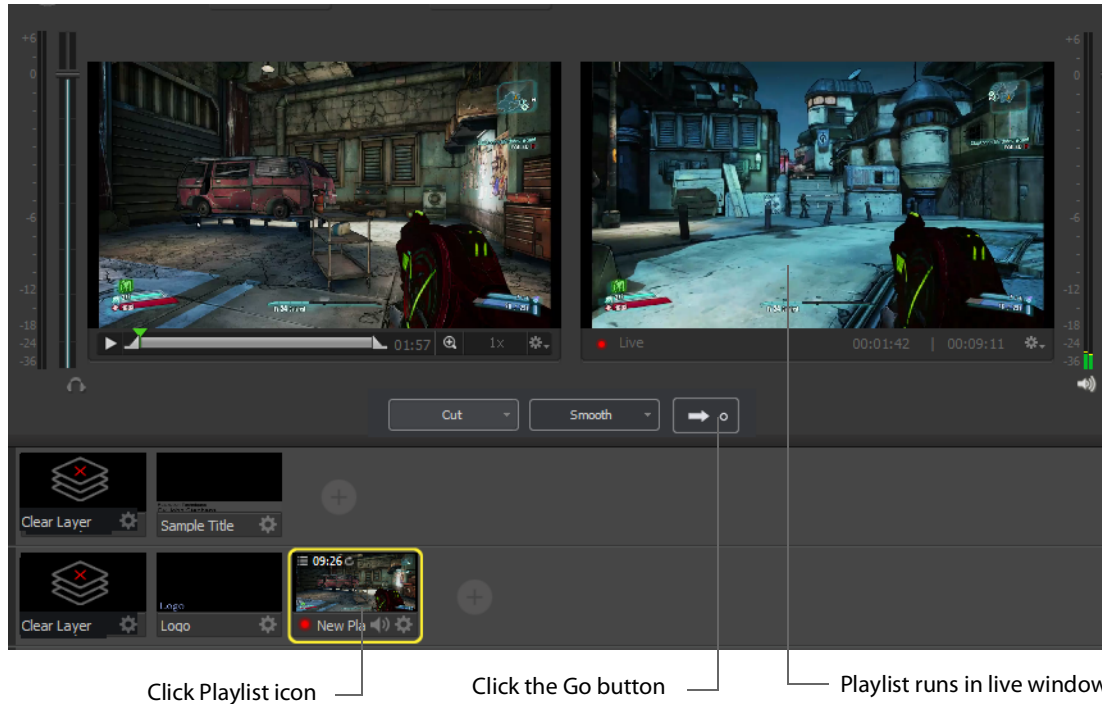 +6
0
-6
-12
-18
-24
-36
01:57
1x
Live
00:01:42 | 00:09:11
+6
0
-6
-12
-18
-24
-36
Cut
Smooth
Clear Layer
Sample Title
Clear Layer
Logo
Logo
09:26
New Pla
Click Playlist icon
Click the Go button
Playlist runs in live window